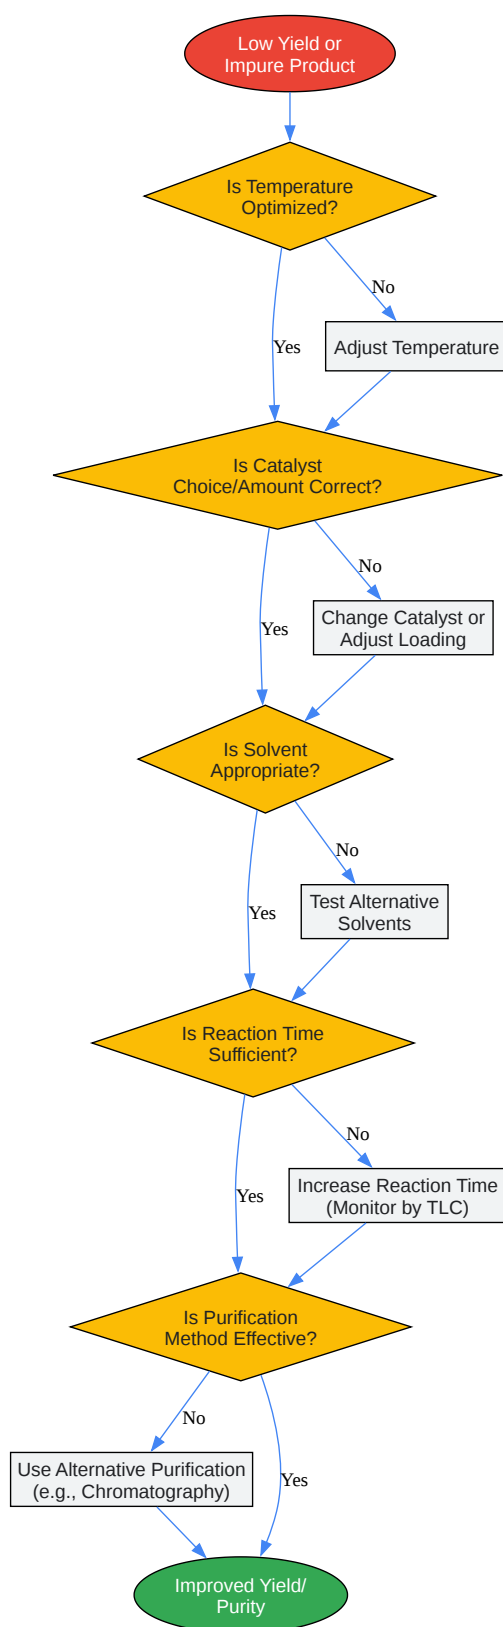 Low Yield or
Impure Product
Is Temperature
Optimized?
No
Yes
Adjust Temperature
Is Catalyst
Choice/Amount Correct?
No
Yes
Change Catalyst or
Adjust Loading
Is Solvent
Appropriate?
No
Yes
Test Alternative
Solvents
Is Reaction Time
Sufficient?
No
Yes
Increase Reaction Time
(Monitor by TLC)
Is Purification
Method Effective?
No
Yes
Use Alternative Purification
(e.g., Chromatography)
Improved Yield/
Purity